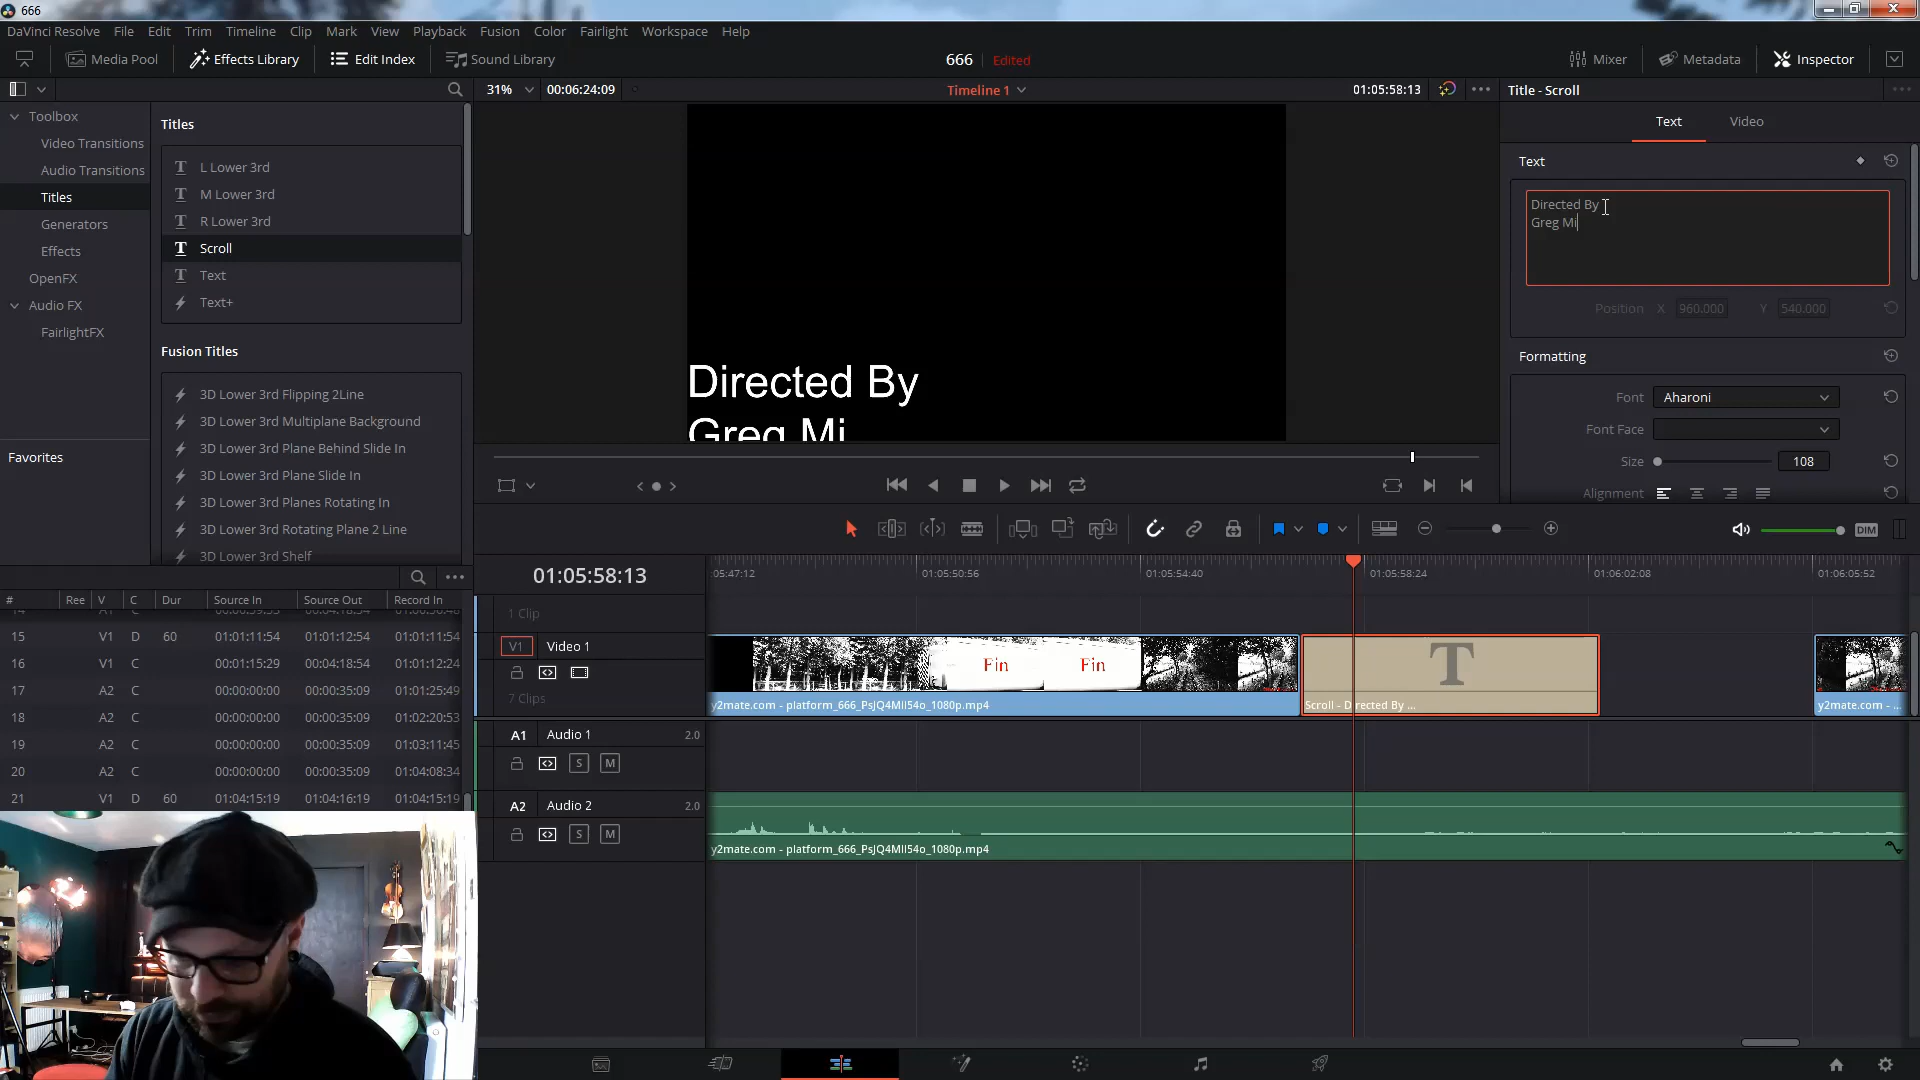 666
DaVinci Resolve File Edit Trim Timeline Clip Mark View Playback Fusion Color Fairlight Workspace Help
Media Pool Effects Library Edit Index Sound Library 666 Edited Mixer Metadata Inspector
31% 00:06:24:09 Timeline 1 01:05:58:13 Title - Scroll
Toolbox
Video Transitions
Audio Transitions
Titles
Generators
Effects
OpenFX
Audio FX
FairlightFX
Favorites
Titles
L Lower 3rd
M Lower 3rd
R Lower 3rd
Scroll
Text
Text+
Fusion Titles
3D Lower 3rd Flipping 2Line
3D Lower 3rd Multiplane Background
3D Lower 3rd Plane Behind Slide In
3D Lower 3rd Plane Slide In
3D Lower 3rd Planes Rotating In
3D Lower 3rd Rotating Plane 2 Line
3D Lower 3rd Shelf
Directed By
Greg Mi
Text Video
Text
Directed By
Greg Mi
Position X 960.000 Y 540.000
Formatting
Font Aharoni
Font Face
Size 108
Alignment
DIM
# Ree V C Dur Source In Source Out Record In
14 A1 C
15 V1 D 60 01:01:11:54 01:01:12:54 01:01:11:54
16 V1 C 00:01:15:29 00:04:18:54 01:01:12:24
17 A2 C 00:00:00:00 00:00:35:09 01:01:25:49
18 A2 C 00:00:00:00 00:00:35:09 01:02:20:53
19 A2 C 00:00:00:00 00:00:35:09 01:03:11:45
20 A2 C 00:00:00:00 00:00:35:09 01:04:08:34
21 V1 D 60 01:04:15:19 01:04:16:19 01:04:15:19
01:05:58:13
:05:47:12 01:05:50:56 01:05:54:40 01:05:58:24 01:06:02:08 01:06:05:52
1 Clip
V1 Video 1
7 Clips
Fin Fin
T
y2mate.com - platform_666_PsJQ4MIl54o_1080p.mp4
Scroll - Directed By ...
y2mate.com - ...
A1 Audio 1 2.0
S M
A2 Audio 2 2.0
S M
y2mate.com - platform_666_PsJQ4MIl54o_1080p.mp4